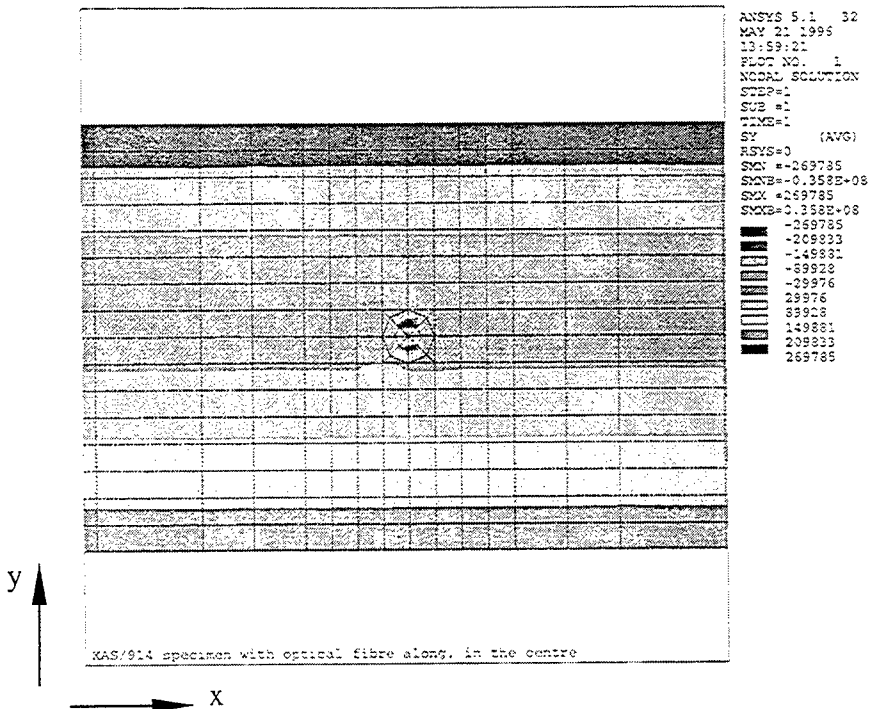 ANSYS 5.1 32
MAY 21 1996
13:59:21
PLOT NO. 1
NODAL SOLUTION
STEP=1
SUB =1
TIME=1
SY (AVG)
RSYS=0
SMN =-269785
SMNB=-0.358E+08
SMX =269785
SMXB=0.358E+08
-269785
-209833
-149881
-89928
-29976
29976
89928
149881
209833
269785
y
XAS/914 specimen with optical fibre along, in the centre
x